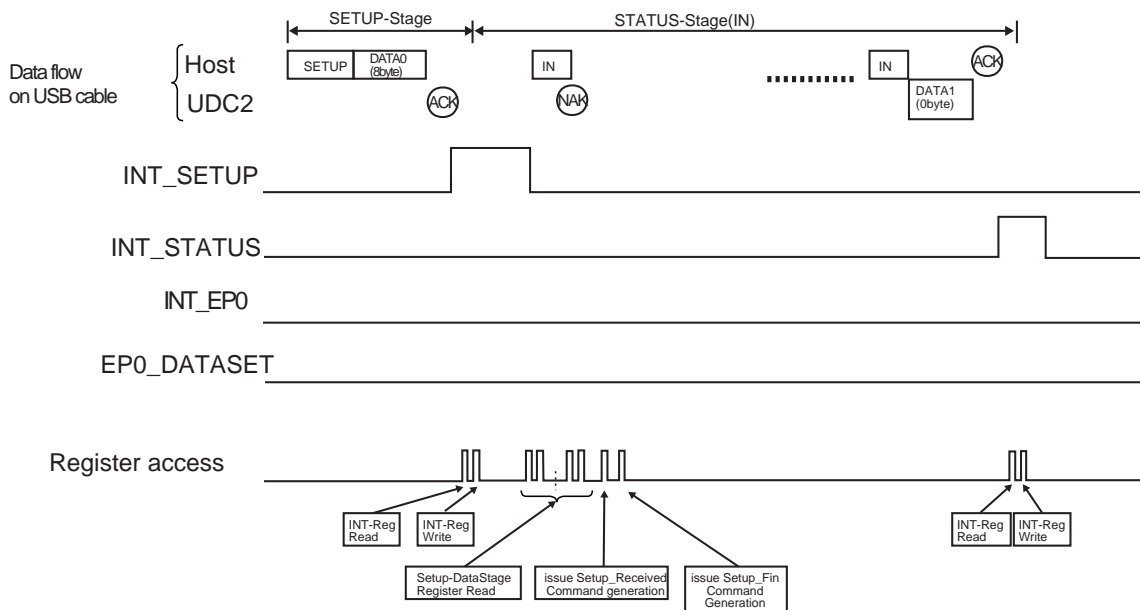 SETUP-Stage
STATUS-Stage(IN)
Data flow
on USB cable
Host
UDC2
SETUP
DATA0
(8byte)
ACK
IN
NAK
IN
DATA1
(0byte)
ACK
INT_SETUP
INT_STATUS
INT_EP0
EP0_DATASET
Register access
INT-Reg
Read
INT-Reg
Write
INT-Reg
Read
INT-Reg
Write
Setup-DataStage
Register Read
issue Setup_Received
Command generation
issue Setup_Fin
Command
Generation